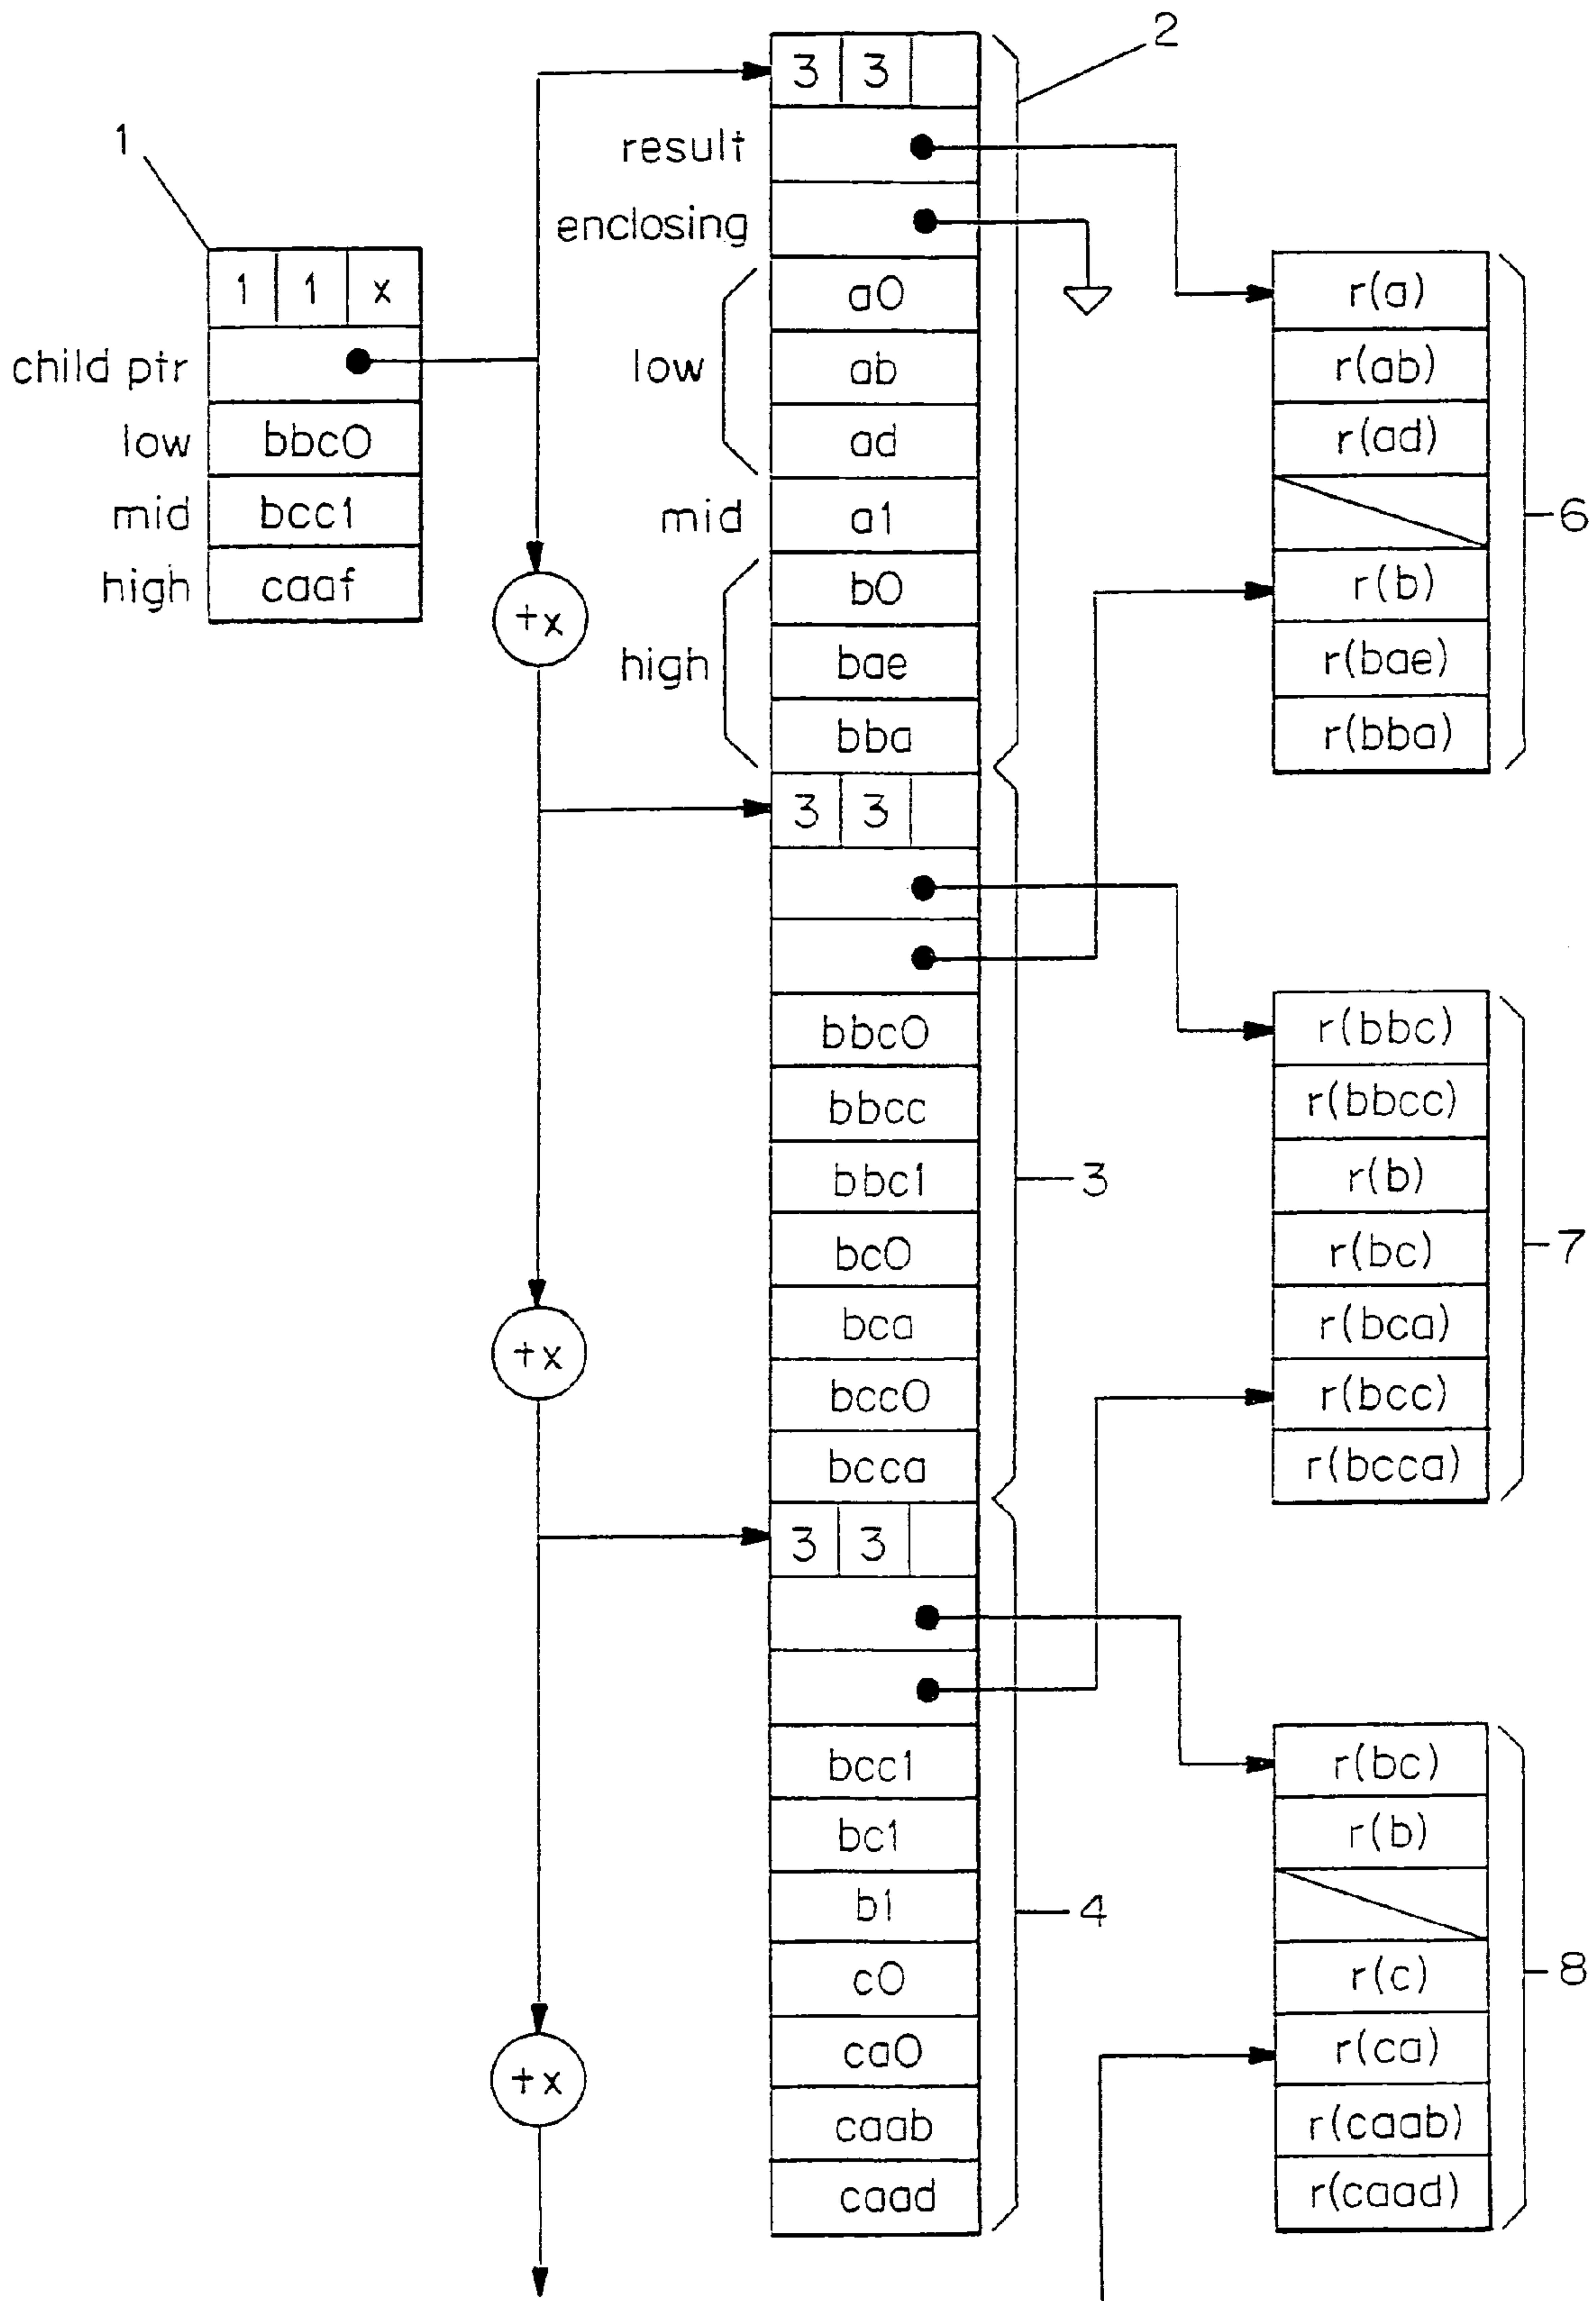 2
3 3
1
result
enclosing
1 1 x
child ptr
low bbc0
mid bcc1
high caaf
low
a0
ab
ad
mid a1
high
b0
bae
bba
r(a)
r(ab)
r(ad)
r(b)
r(bae)
r(bba)
6
+x
3 3
bbc0
bbcc
bbc1
bc0
bca
bcc0
bcca
3
r(bbc)
r(bbcc)
r(b)
r(bc)
r(bca)
r(bcc)
r(bcca)
7
+x
3 3
bcc1
bc1
b1
c0
ca0
caab
caad
4
r(bc)
r(b)
r(c)
r(ca)
r(caab)
r(caad)
8
+x